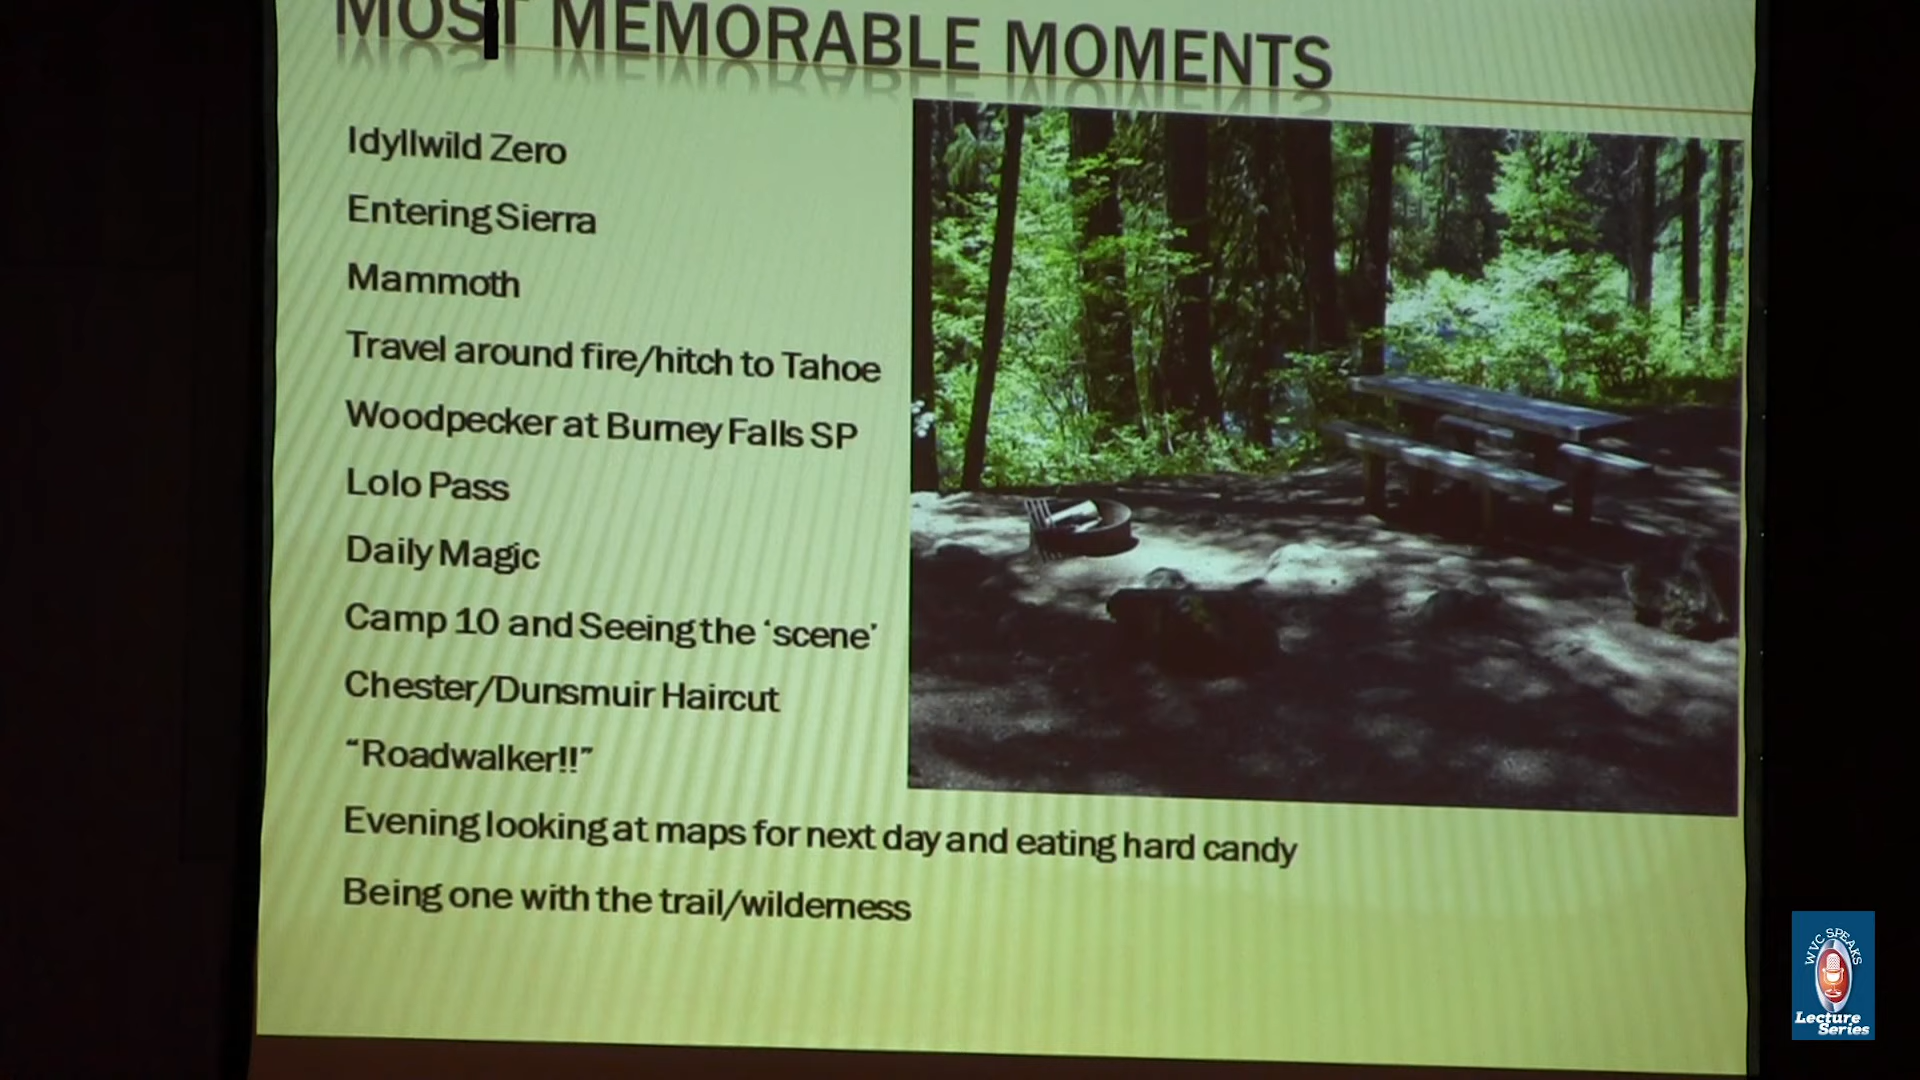 MOST MEMORABLE MOMENTS
Idyllwild Zero
Entering Sierra
Mammoth
Travel around fire/hitch to Tahoe
Woodpecker at Burney Falls SP
Lolo Pass
Daily Magic
Camp 10 and Seeing the ‘scene’
Chester/Dunsmuir Haircut
“Roadwalker!!”
Evening looking at maps for next day and eating hard candy
Being one with the trail/wilderness
WVC SPEAKS
Lecture
Series